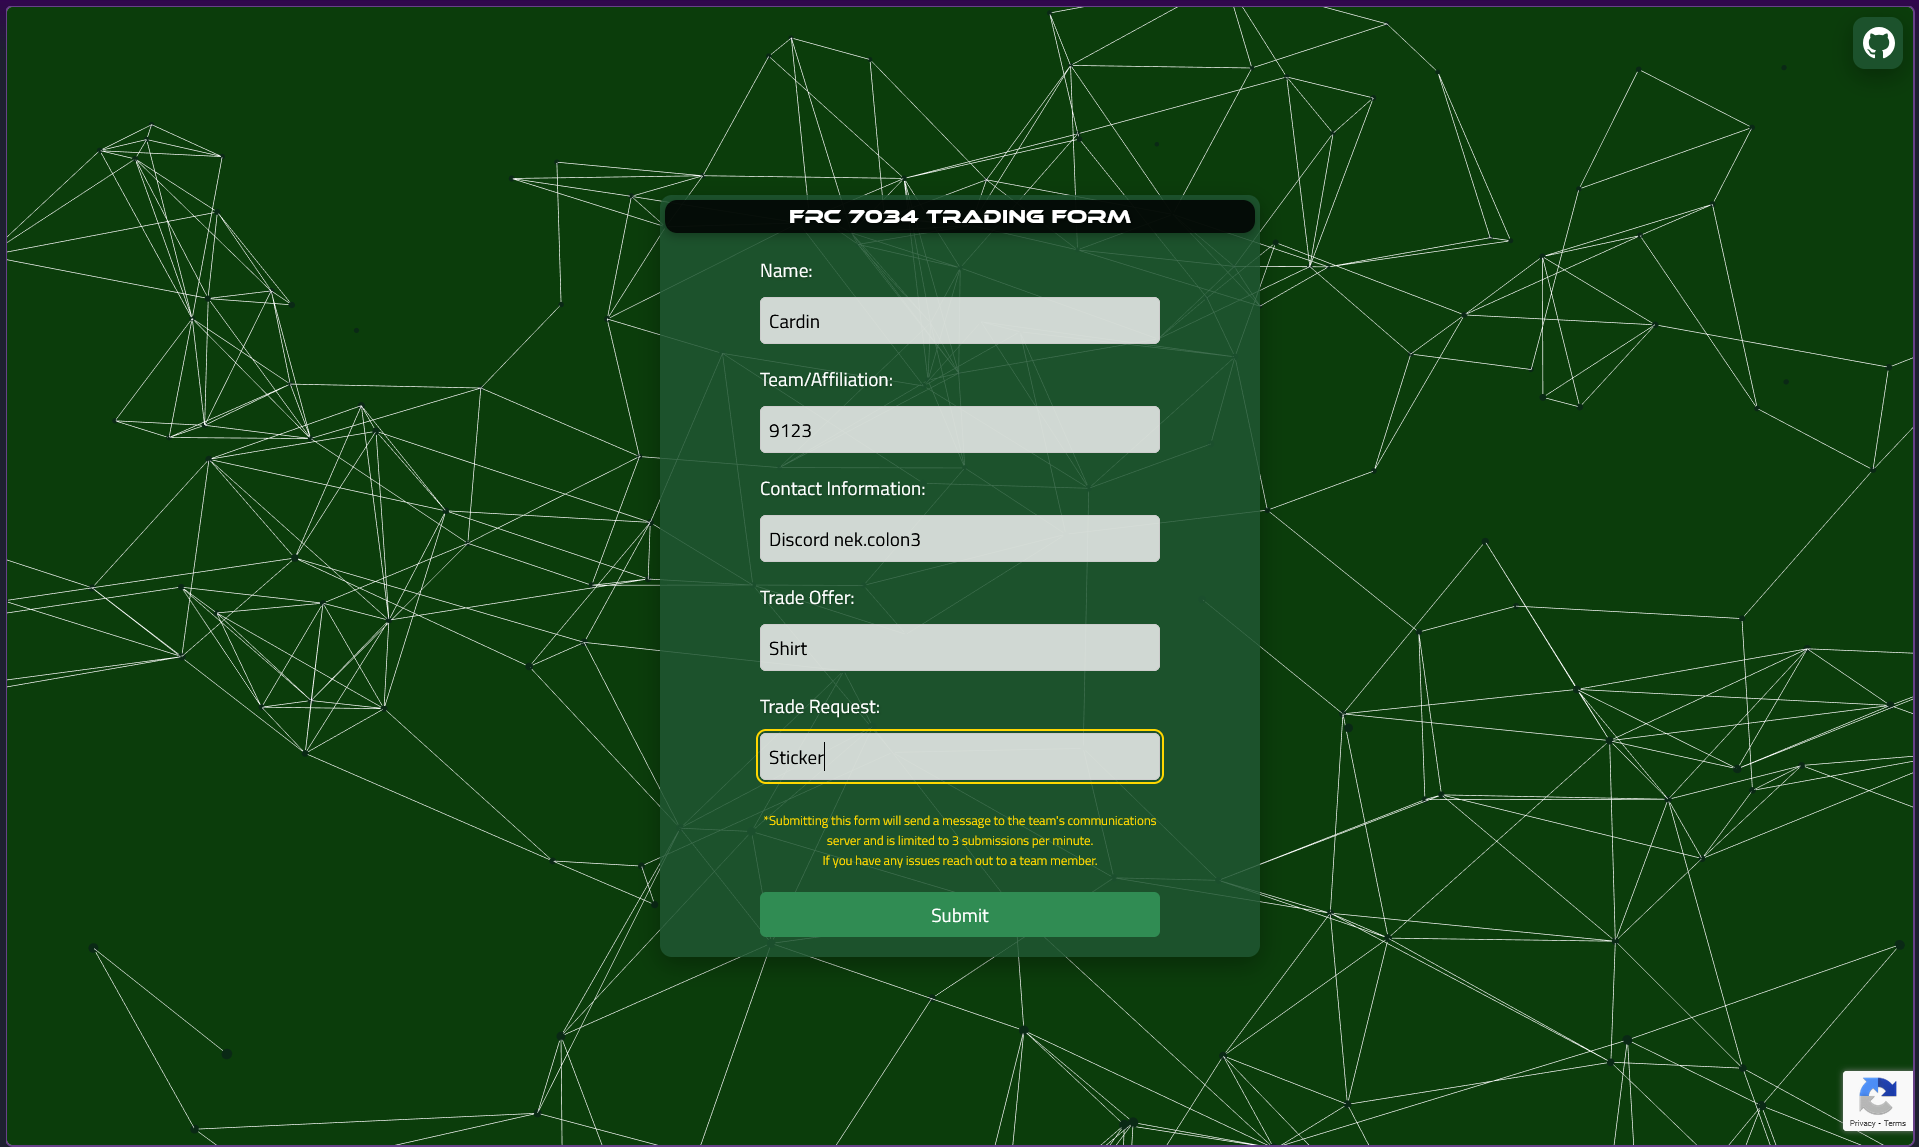 FRC 7034 TRADING FORM
Name:
Cardin
Team/Affiliation:
9123
Contact Information:
Discord nek.colon3
Trade Offer:
Shirt
Trade Request:
Sticker
*Submitting this form will send a message to the team's communications
server and is limited to 3 submissions per minute.
If you have any issues reach out to a team member.
Submit
Privacy - Terms